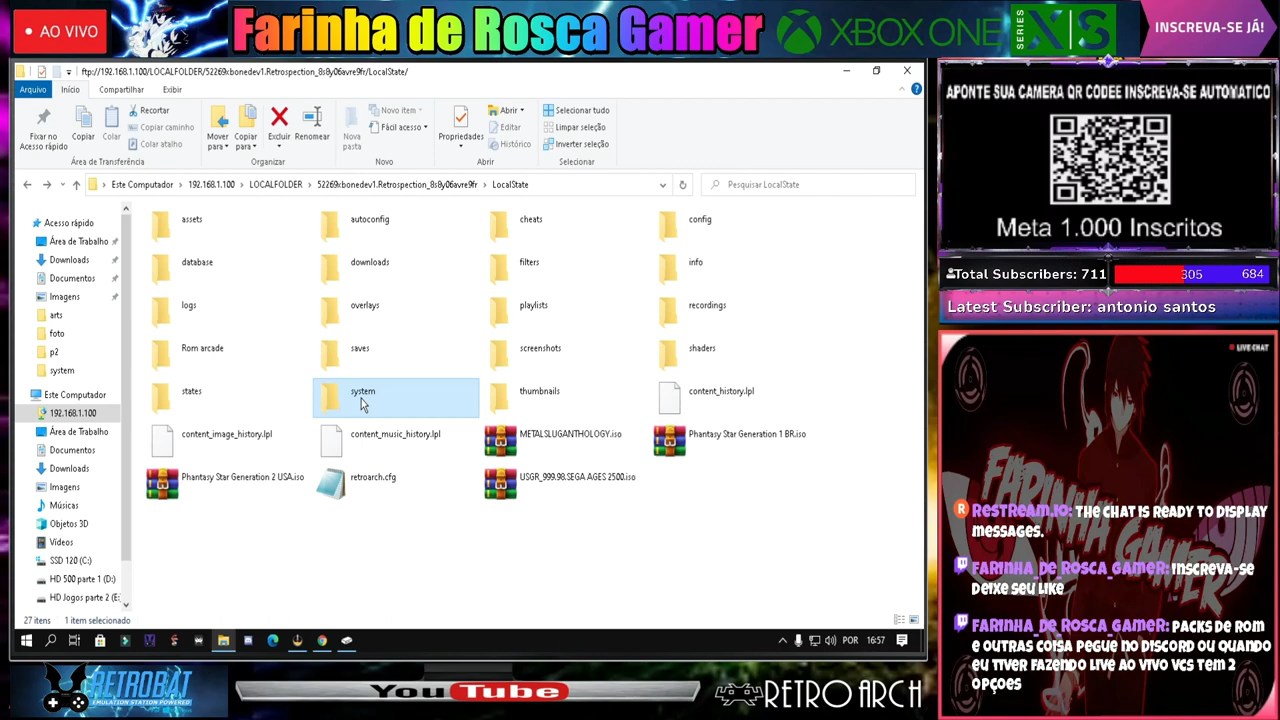 AO VIVO
Farinha de Rosca Gamer
XBOX ONE
SERIES
X|S
INSCREVA-SE JÁ!
ftp://192.168.1.100/LOCALFOLDER/52269xbonedev1.Retrospection_8s8y06avre9fr/LocalState/
Arquivo
Início
Compartilhar
Exibir
Fixar no
Acesso rápido
Copiar
Colar
Recortar
Copiar caminho
Colar atalho
Área de Transferência
Mover
para
Copiar
para
Excluir
Renomear
Organizar
Nova
pasta
Novo item
Fácil acesso
Novo
Propriedades
Abrir
Editar
Histórico
Abrir
Selecionar tudo
Limpar seleção
Inverter seleção
Selecionar
Este Computador
192.168.1.100
LOCALFOLDER
52269xbonedev1.Retrospection_8s8y06avre9fr
LocalState
Pesquisar LocalState
Acesso rápido
Área de Trabalho
Downloads
Documentos
Imagens
arts
foto
p2
system
Este Computador
192.168.1.100
Área de Trabalho
Documentos
Downloads
Imagens
Músicas
Objetos 3D
Vídeos
SSD 120 (C:)
HD 500 parte 1 (D:)
HD Jogos parte 2 (E:
assets
autoconfig
cheats
config
database
downloads
filters
info
logs
overlays
playlists
recordings
Rom arcade
saves
screenshots
shaders
states
system
thumbnails
content_history.lpl
content_image_history.lpl
content_music_history.lpl
METALSLUGANTHOLOGY.iso
Phantasy Star Generation 1 BR.iso
Phantasy Star Generation 2 USA.iso
retroarch.cfg
USGR_999.98.SEGA AGES 2500.iso
27 itens
1 item selecionado
POR
16:57
APONTE SUA CAMERA QR CODEE INSCREVA-SE AUTOMATICO
Meta 1.000 Inscritos
Total Subscribers: 711
305
684
Latest Subscriber: antonio santos
LIVE CHAT
Restream.io: The chat is ready to display
messages.
Farinha_de_Rosca_Gamer: Inscreva-se
deixe seu like
Farinha_de_Rosca_Gamer: Packs de rom
e outras coisa pegue no discord ou quando
eu tiver fazendo live ao vivo vcs tem 2
opçoes
RETROBAT
EMULATION STATION POWERED
YouTube
RETRO ARCH